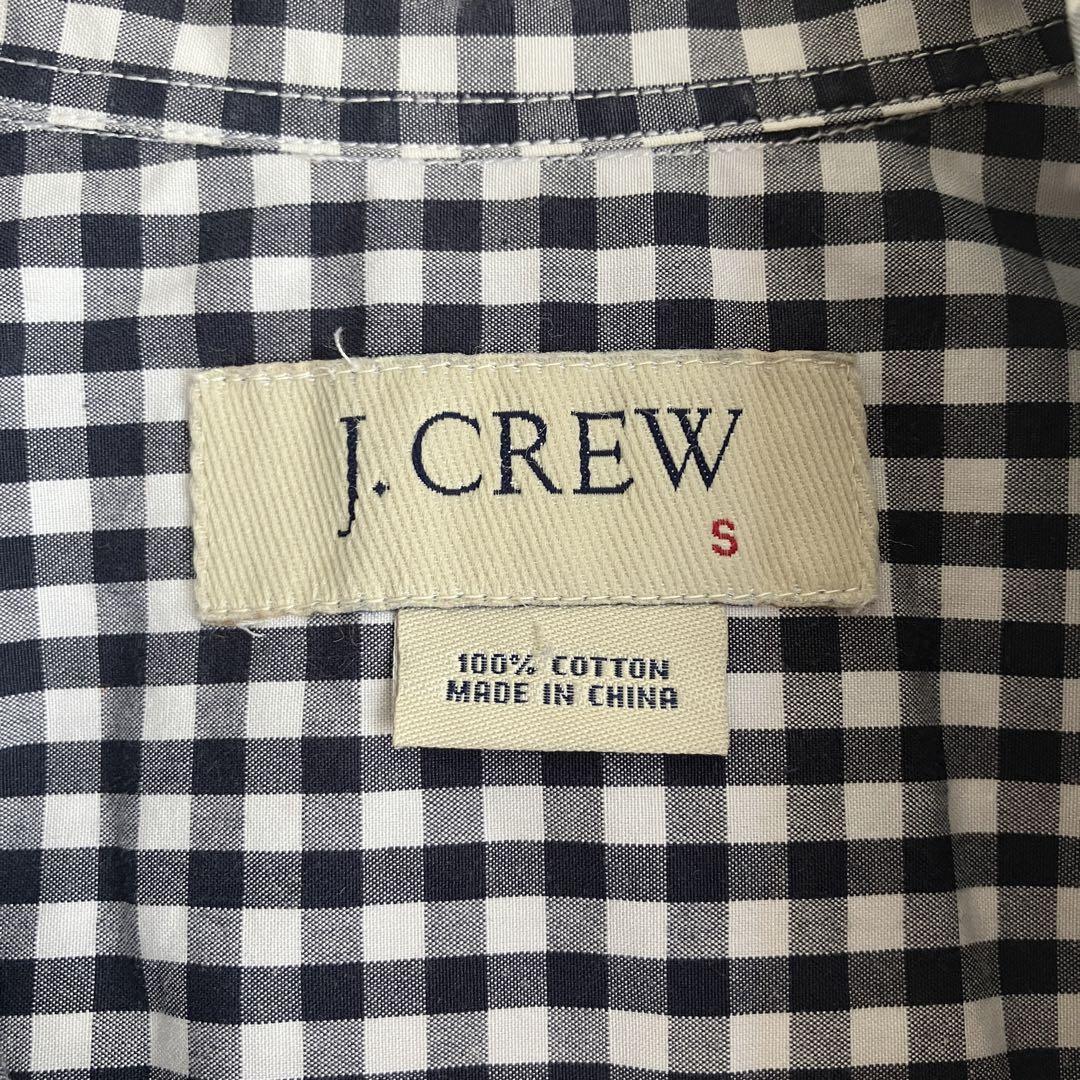 J. CREW
S
100% COTTON
MADE IN CHINA